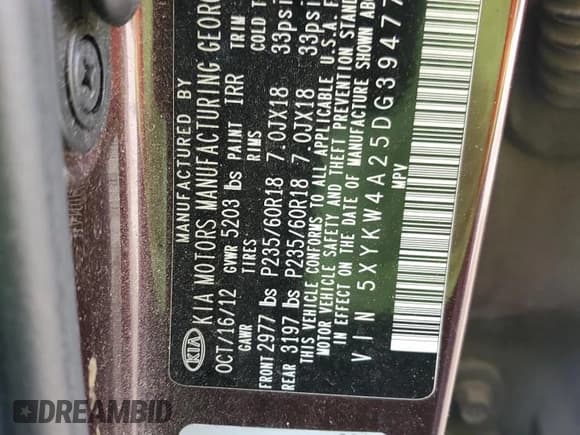 MANUFACTURED BY
KIA KIA MOTORS MANUFACTURING GEORG
OCT/16/12 GVWR 5203 lbs PAINT IRR TRIM
GAWR TIRES RIMS COLD T
FRONT 2977 lbs P235/60R18 7.0JX18 33psi
REAR 3197 lbs P235/60R18 7.0JX18 33psi
THIS VEHICLE CONFORMS TO ALL APPLICABLE U.S.A. F
MOTOR VEHICLE SAFETY AND THEFT PREVENTION STAN
IN EFFECT ON THE DATE OF MANUFACTURE SHOWN ABO
VIN 5XYKW4A25DG39477
MPV
DREAMBID